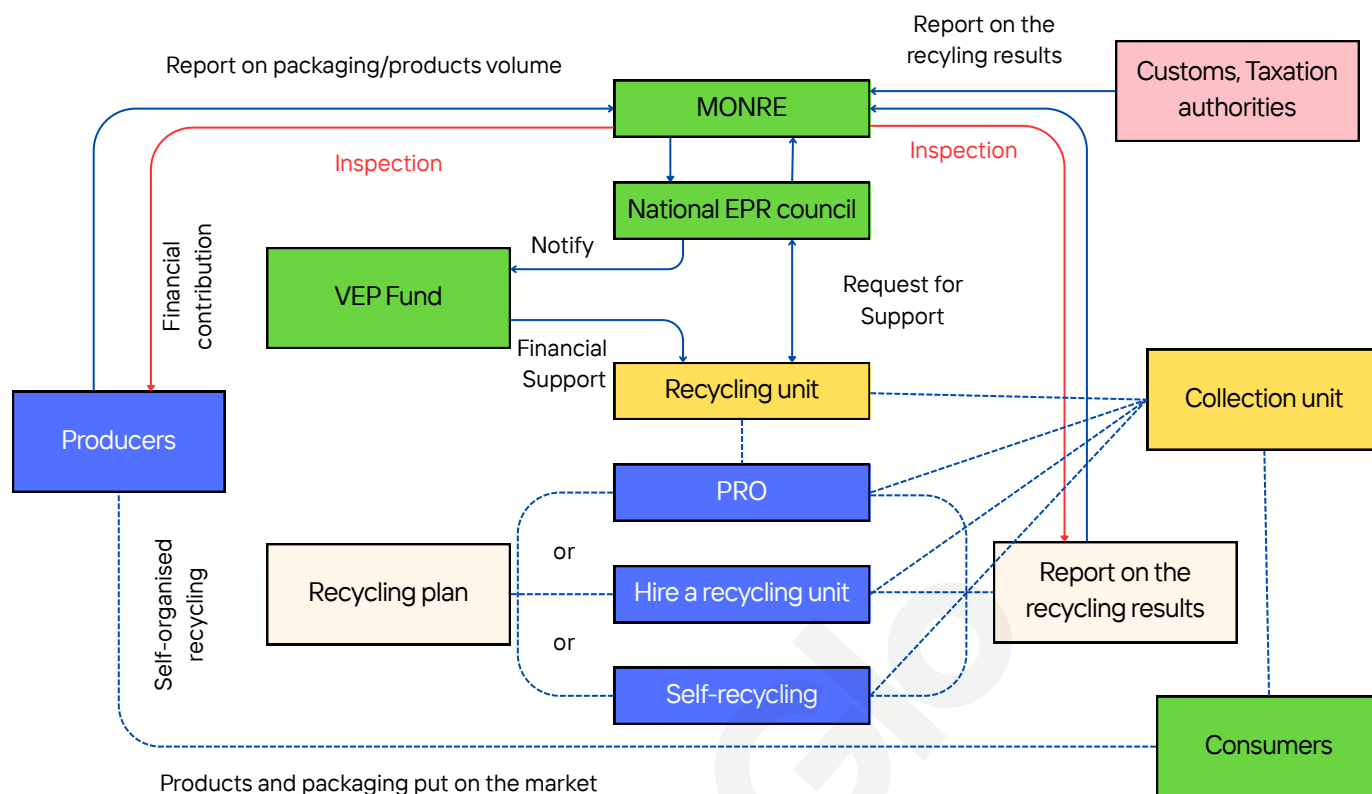 Report on the
recyling results
Customs, Taxation
authorities
Report on packaging/products volume
MONRE
Inspection
Inspection
National EPR council
Notify
VEP Fund
Financial
contribution
Request for
Support
Financial
Support
Recycling unit
Collection unit
Producers
PRO
or
Recycling plan
Hire a recycling unit
Report on the
recycling results
or
Self-organised
recycling
Self-recycling
Consumers
Products and packaging put on the market
Glo